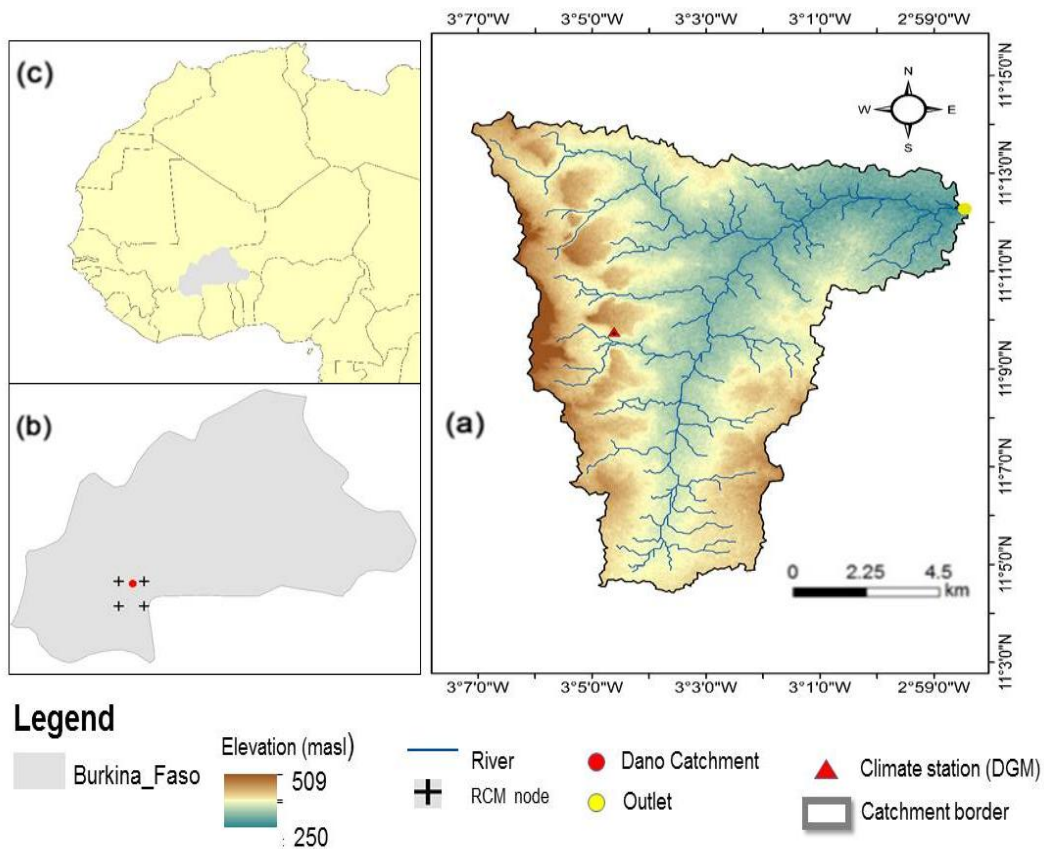 3°7'0"W 3°5'0"W 3°3'0"W 3°1'0"W 2°59'0"W
(c)
(b)
(a)
N
W E
S
11°15'0"N
11°13'0"N
11°11'0"N
11°9'0"N
11°7'0"N
11°5'0"N
11°3'0"N
0 2.25 4.5
km
3°7'0"W 3°5'0"W 3°3'0"W 3°1'0"W 2°59'0"W
Legend
Burkina_Faso
Elevation (masl)
509
250
River
RCM node
Dano Catchment
Outlet
Climate station (DGM)
Catchment border